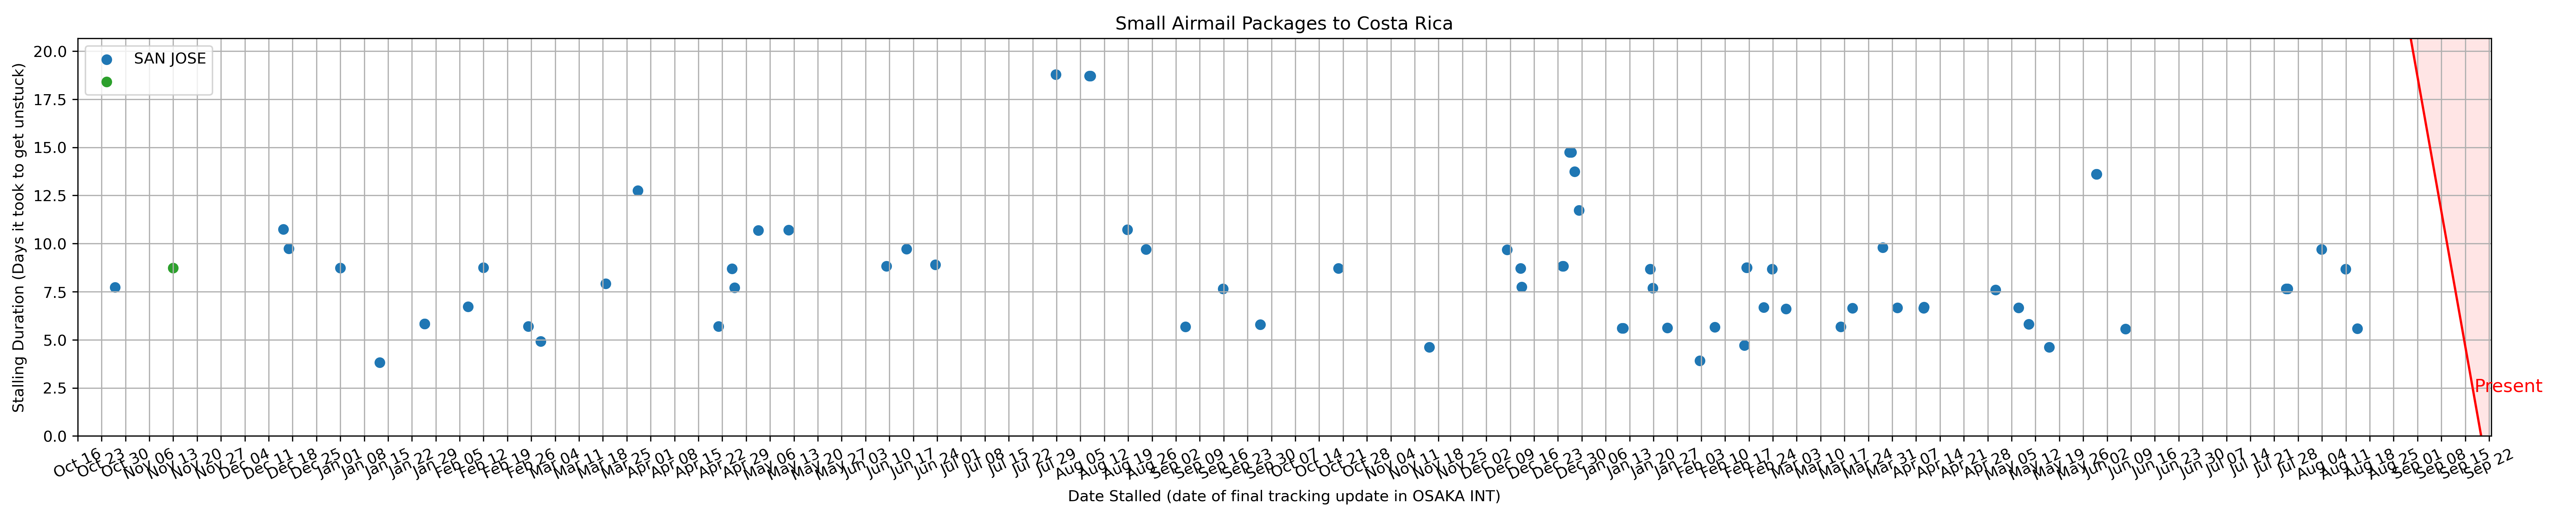 Small Airmail Packages to Costa Rica
SAN JOSE
Stalling Duration (Days it took to get unstuck)
20.0
17.5
15.0
12.5
10.0
7.5
5.0
2.5
0.0
Present
Oct 16
Oct 23
Oct 30
Nov 06
Nov 13
Nov 20
Nov 27
Dec 04
Dec 11
Dec 18
Dec 25
Jan 01
Jan 08
Jan 15
Jan 22
Jan 29
Feb 05
Feb 12
Feb 19
Feb 26
Mar 04
Mar 11
Mar 18
Mar 25
Apr 01
Apr 08
Apr 15
Apr 22
Apr 29
May 06
May 13
May 20
May 27
Jun 03
Jun 10
Jun 17
Jun 24
Jul 01
Jul 08
Jul 15
Jul 22
Jul 29
Aug 05
Aug 12
Aug 19
Aug 26
Sep 02
Sep 09
Sep 16
Sep 23
Sep 30
Oct 07
Oct 14
Oct 21
Oct 28
Nov 04
Nov 11
Nov 18
Nov 25
Dec 02
Dec 09
Dec 16
Dec 23
Dec 30
Jan 06
Jan 13
Jan 20
Jan 27
Feb 03
Feb 10
Feb 17
Feb 24
Mar 03
Mar 10
Mar 17
Mar 24
Mar 31
Apr 07
Apr 14
Apr 21
Apr 28
May 05
May 12
May 19
May 26
Jun 02
Jun 09
Jun 16
Jun 23
Jun 30
Jul 07
Jul 14
Jul 21
Jul 28
Aug 04
Aug 11
Aug 18
Aug 25
Sep 01
Sep 08
Sep 15
Sep 22
Date Stalled (date of final tracking update in OSAKA INT)